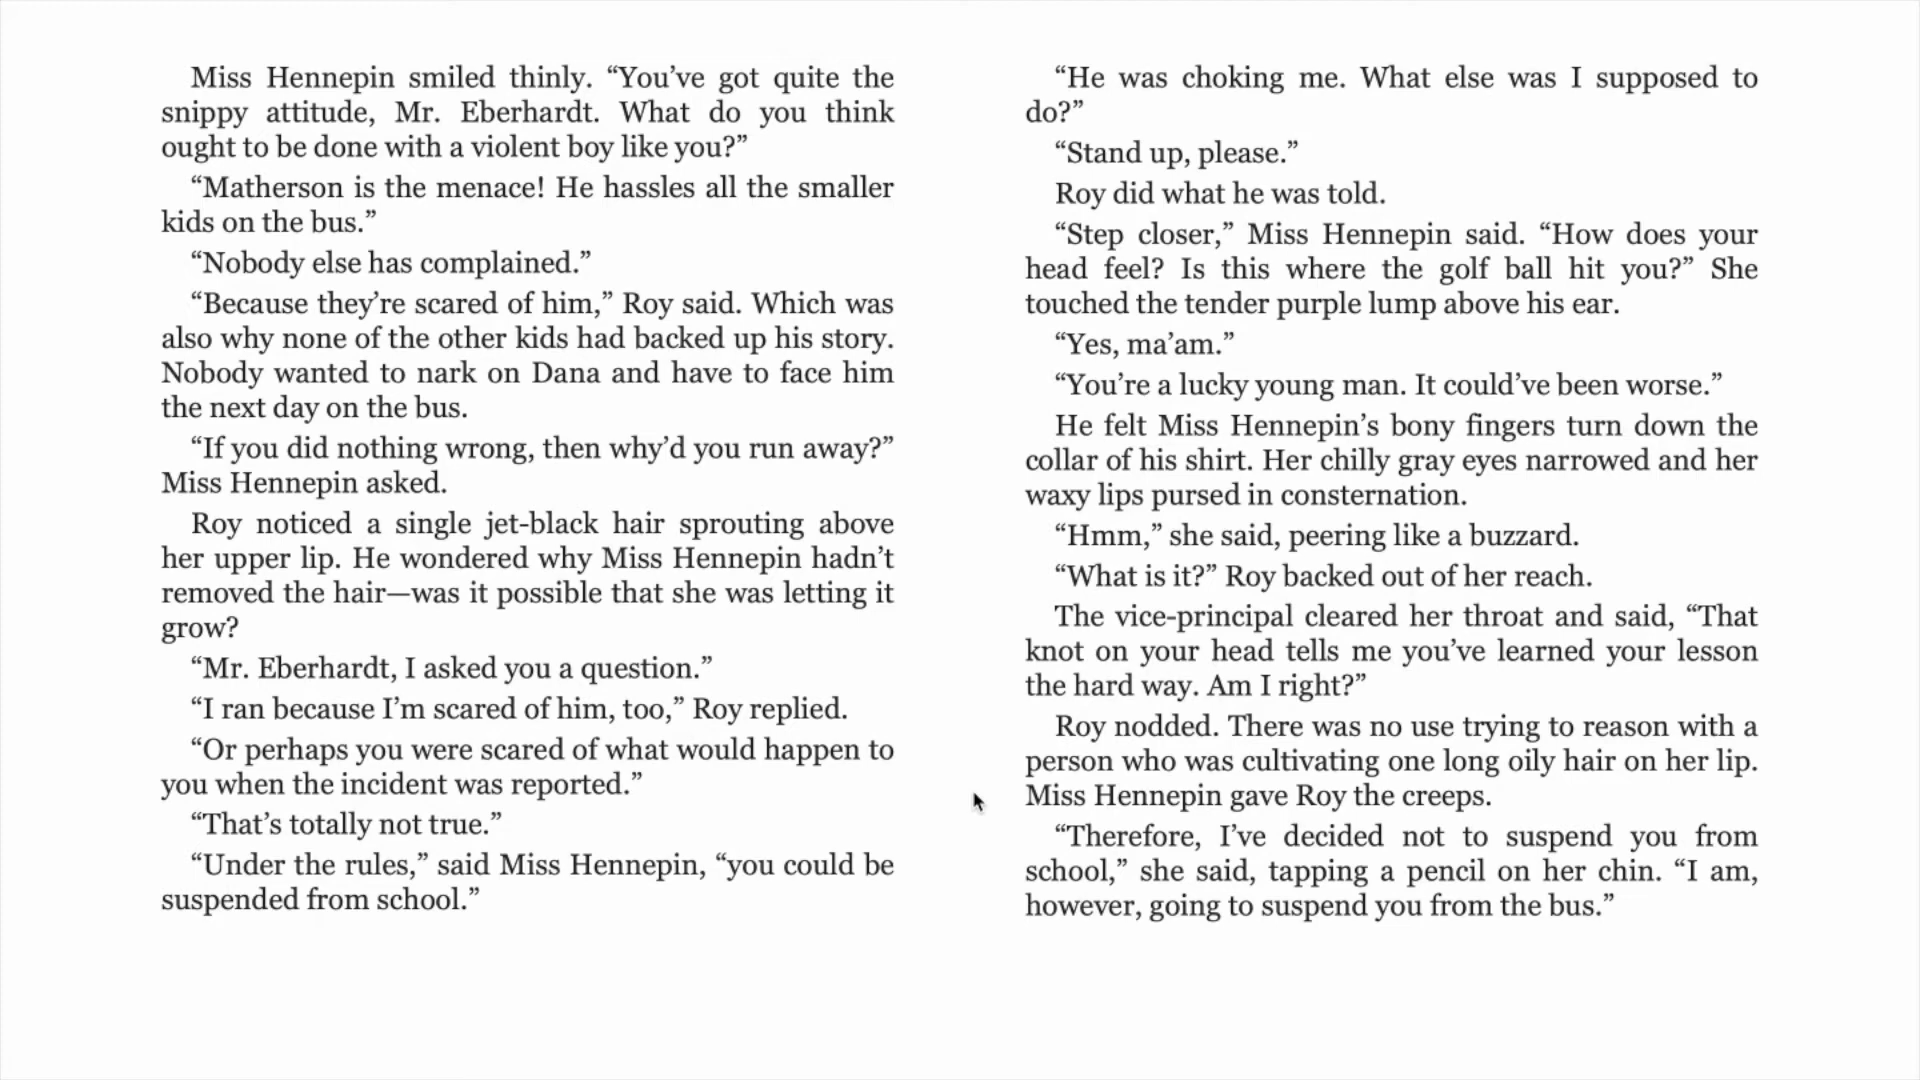 Miss Hennepin smiled thinly. “You’ve got quite the
snippy attitude, Mr. Eberhardt. What do you think
ought to be done with a violent boy like you?”
“Matherson is the menace! He hassles all the smaller
kids on the bus.”
“Nobody else has complained.”
“Because they’re scared of him,” Roy said. Which was
also why none of the other kids had backed up his story.
Nobody wanted to nark on Dana and have to face him
the next day on the bus.
“If you did nothing wrong, then why’d you run away?”
Miss Hennepin asked.
Roy noticed a single jet-black hair sprouting above
her upper lip. He wondered why Miss Hennepin hadn’t
removed the hair—was it possible that she was letting it
grow?
“Mr. Eberhardt, I asked you a question.”
“I ran because I’m scared of him, too,” Roy replied.
“Or perhaps you were scared of what would happen to
you when the incident was reported.”
“That’s totally not true.”
“Under the rules,” said Miss Hennepin, “you could be
suspended from school.”
“He was choking me. What else was I supposed to
do?”
“Stand up, please.”
Roy did what he was told.
“Step closer,” Miss Hennepin said. “How does your
head feel? Is this where the golf ball hit you?” She
touched the tender purple lump above his ear.
“Yes, ma’am.”
“You’re a lucky young man. It could’ve been worse.”
He felt Miss Hennepin’s bony fingers turn down the
collar of his shirt. Her chilly gray eyes narrowed and her
waxy lips pursed in consternation.
“Hmm,” she said, peering like a buzzard.
“What is it?” Roy backed out of her reach.
The vice-principal cleared her throat and said, “That
knot on your head tells me you’ve learned your lesson
the hard way. Am I right?”
Roy nodded. There was no use trying to reason with a
person who was cultivating one long oily hair on her lip.
Miss Hennepin gave Roy the creeps.
“Therefore, I’ve decided not to suspend you from
school,” she said, tapping a pencil on her chin. “I am,
however, going to suspend you from the bus.”